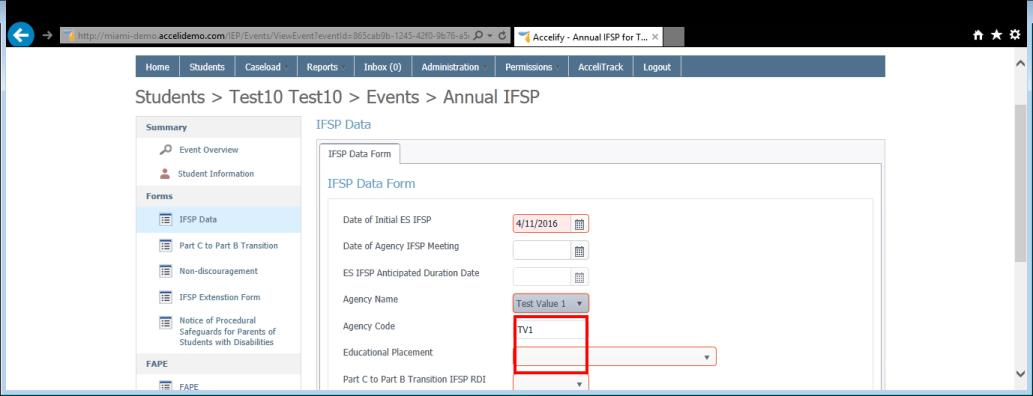 http://miami-demo.accelidemo.com/IEP/Events/ViewEvent?eventId=865cab9b-1245-42f0-9b76-a5
Accelify - Annual IFSP for T...
Home Students Caseload Reports Inbox (0) Administration Permissions AcceliTrack Logout
Students > Test10 Test10 > Events > Annual IFSP
Summary
Event Overview
Student Information
Forms
IFSP Data
Part C to Part B Transition
Non-discouragement
IFSP Extenstion Form
Notice of Procedural
Safeguards for Parents of
Students with Disabilities
FAPE
FAPE
IFSP Data
IFSP Data Form
IFSP Data Form
Date of Initial ES IFSP 4/11/2016
Date of Agency IFSP Meeting
ES IFSP Anticipated Duration Date
Agency Name Test Value 1
Agency Code TV1
Educational Placement
Part C to Part B Transition IFSP RDI